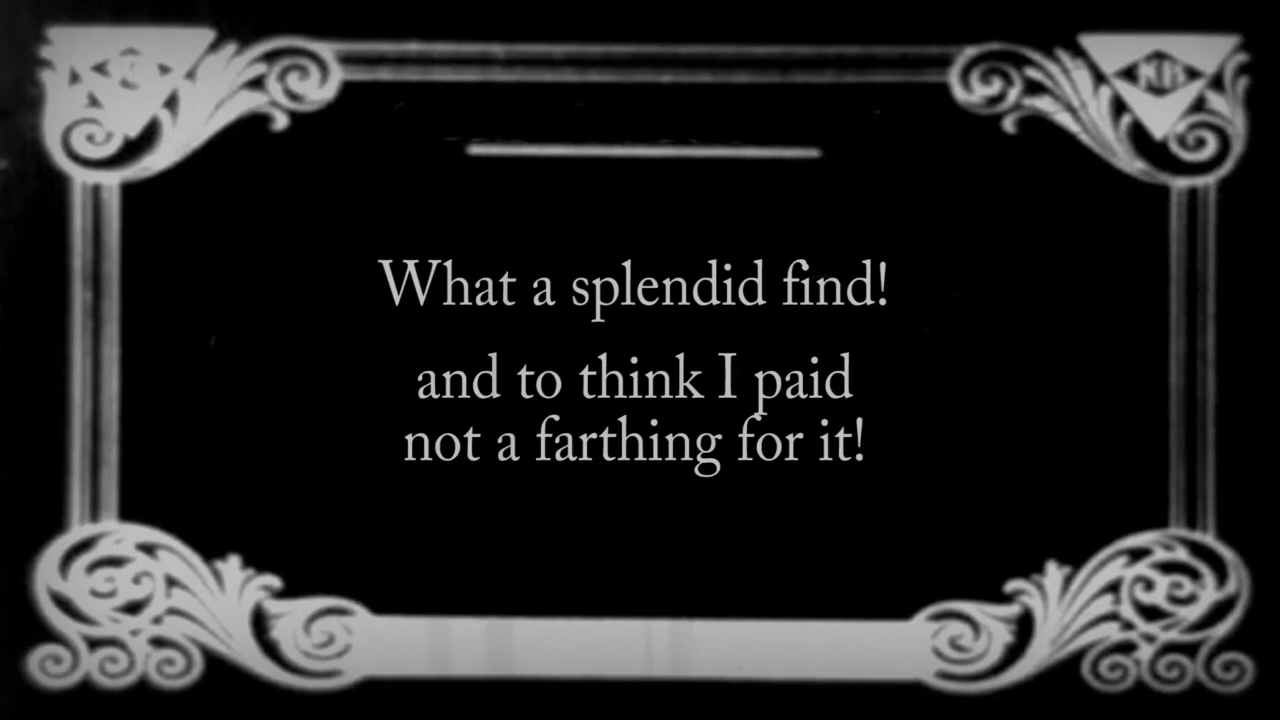 What a splendid find!
and to think I paid
not a farthing for it!